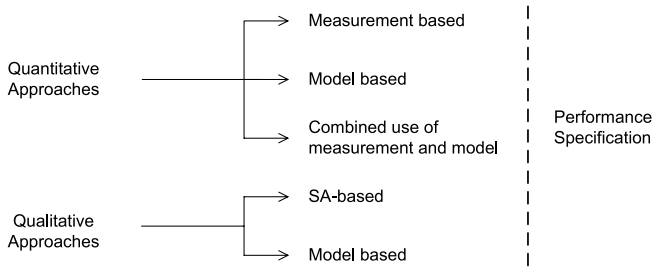 Quantitative
Approaches
Measurement based
Model based
Combined use of
measurement and model
Qualitative
Approaches
SA-based
Model based
Performance
Specification